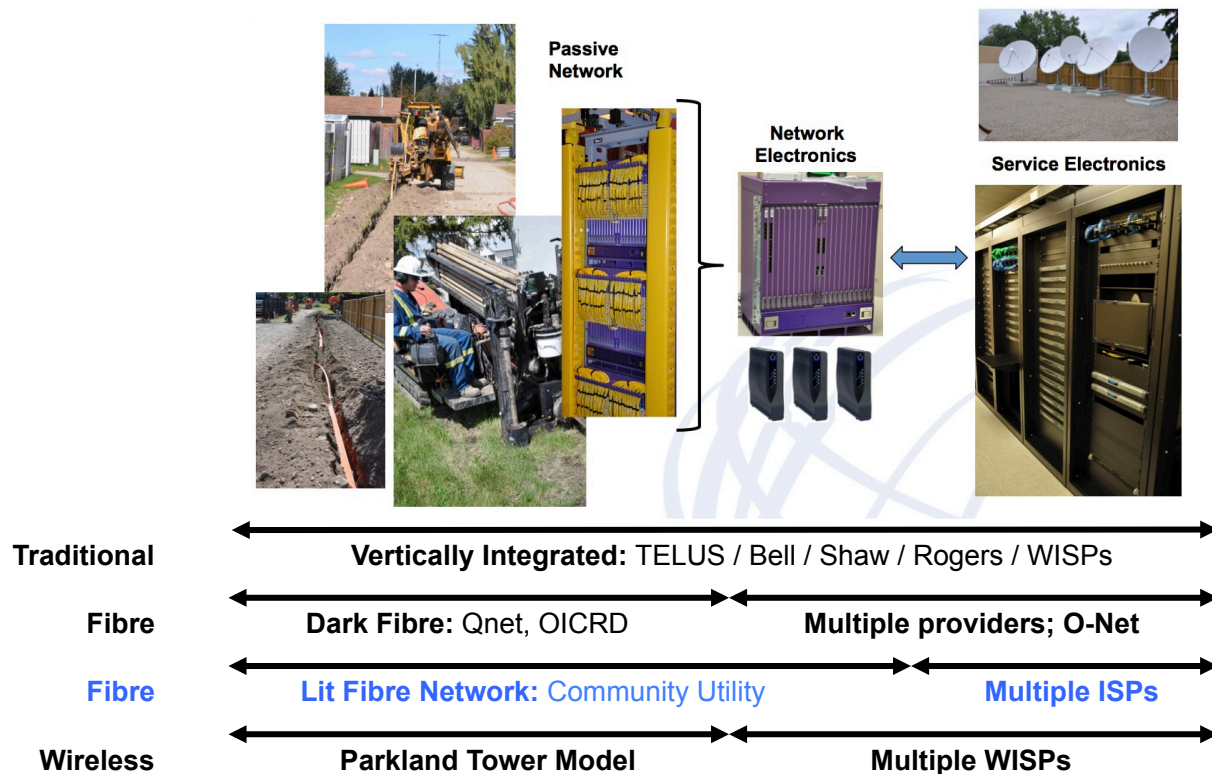 Passive
Network
Network
Electronics
Service Electronics
Traditional
Vertically Integrated: TELUS / Bell / Shaw / Rogers / WISPs
Fibre
Dark Fibre: Qnet, OICRD
Multiple providers; O-Net
Fibre
Lit Fibre Network: Community Utility
Multiple ISPs
Wireless
Parkland Tower Model
Multiple WISPs